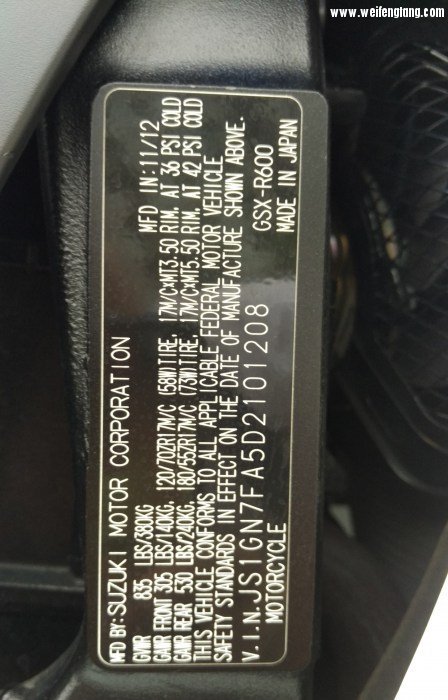 www.weifengtang.com
MFD BY:SUZUKI MOTOR CORPORATION MFD IN:11/12
GVWR 835 LBS/380KG
GAWR FRONT 305 LBS/140KG, 120/70ZR17M/C (58W)TIRE, 17M/CxMT3.50 RIM, AT 36 PSI COLD
GAWR REAR 530 LBS/240KG, 180/55ZR17M/C (73W)TIRE, 17M/CxMT5.50 RIM, AT 42 PSI COLD
THIS VEHICLE CONFORMS TO ALL APPLICABLE FEDERAL MOTOR VEHICLE
SAFETY STANDARDS IN EFFECT ON THE DATE OF MANUFACTURE SHOWN ABOVE.
V.I.N.JS1GN7FA5D2101208 GSX-R600
MOTORCYCLE MADE IN JAPAN